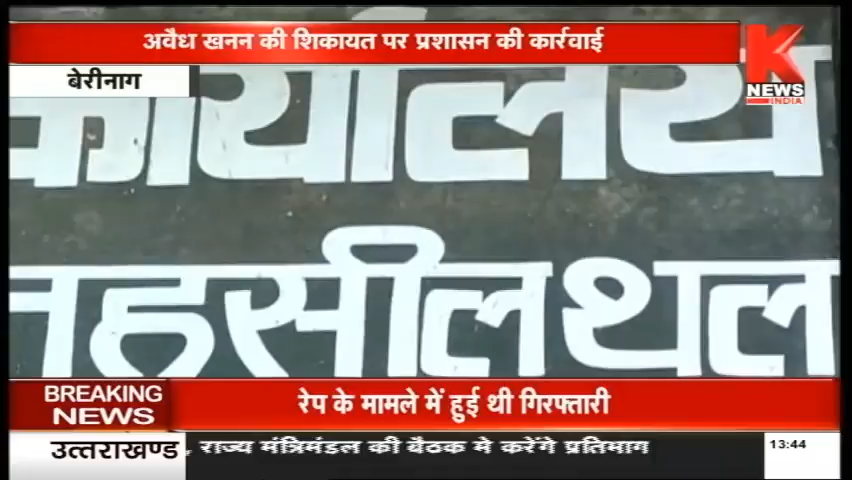 अवैध खनन की शिकायत पर प्रशासन की कार्रवाई
K
NEWS
INDIA
बेरीनाग
कार्यालय
तहसील थल
BREAKING
NEWS
रेप के मामले में हुई थी गिरफ्तारी
उत्तराखण्ड
, राज्य मंत्रिमंडल की बैठक मे करेंगे प्रतिभाग
13:44